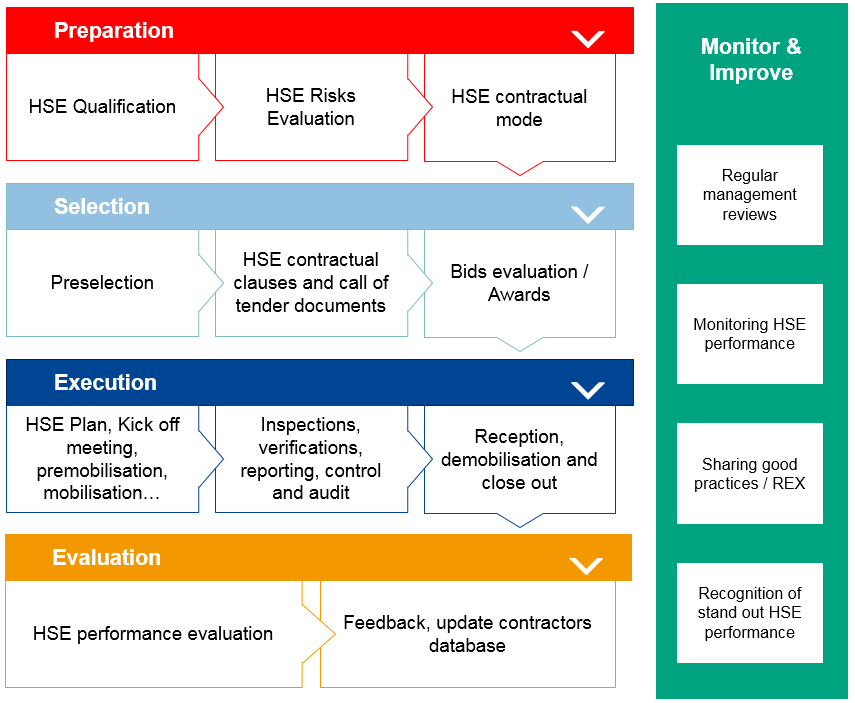 Preparation
HSE Qualification
HSE Risks
Evaluation
HSE contractual
mode
Selection
Preselection
HSE contractual
clauses and call of
tender documents
Bids evaluation /
Awards
Execution
HSE Plan, Kick off
meeting,
premobilisation,
mobilisation…
Inspections,
verifications,
reporting, control
and audit
Reception,
demobilisation and
close out
Evaluation
HSE performance evaluation
Feedback, update contractors
database
Monitor &
Improve
Regular
management
reviews
Monitoring HSE
performance
Sharing good
practices / REX
Recognition of
stand out HSE
performance